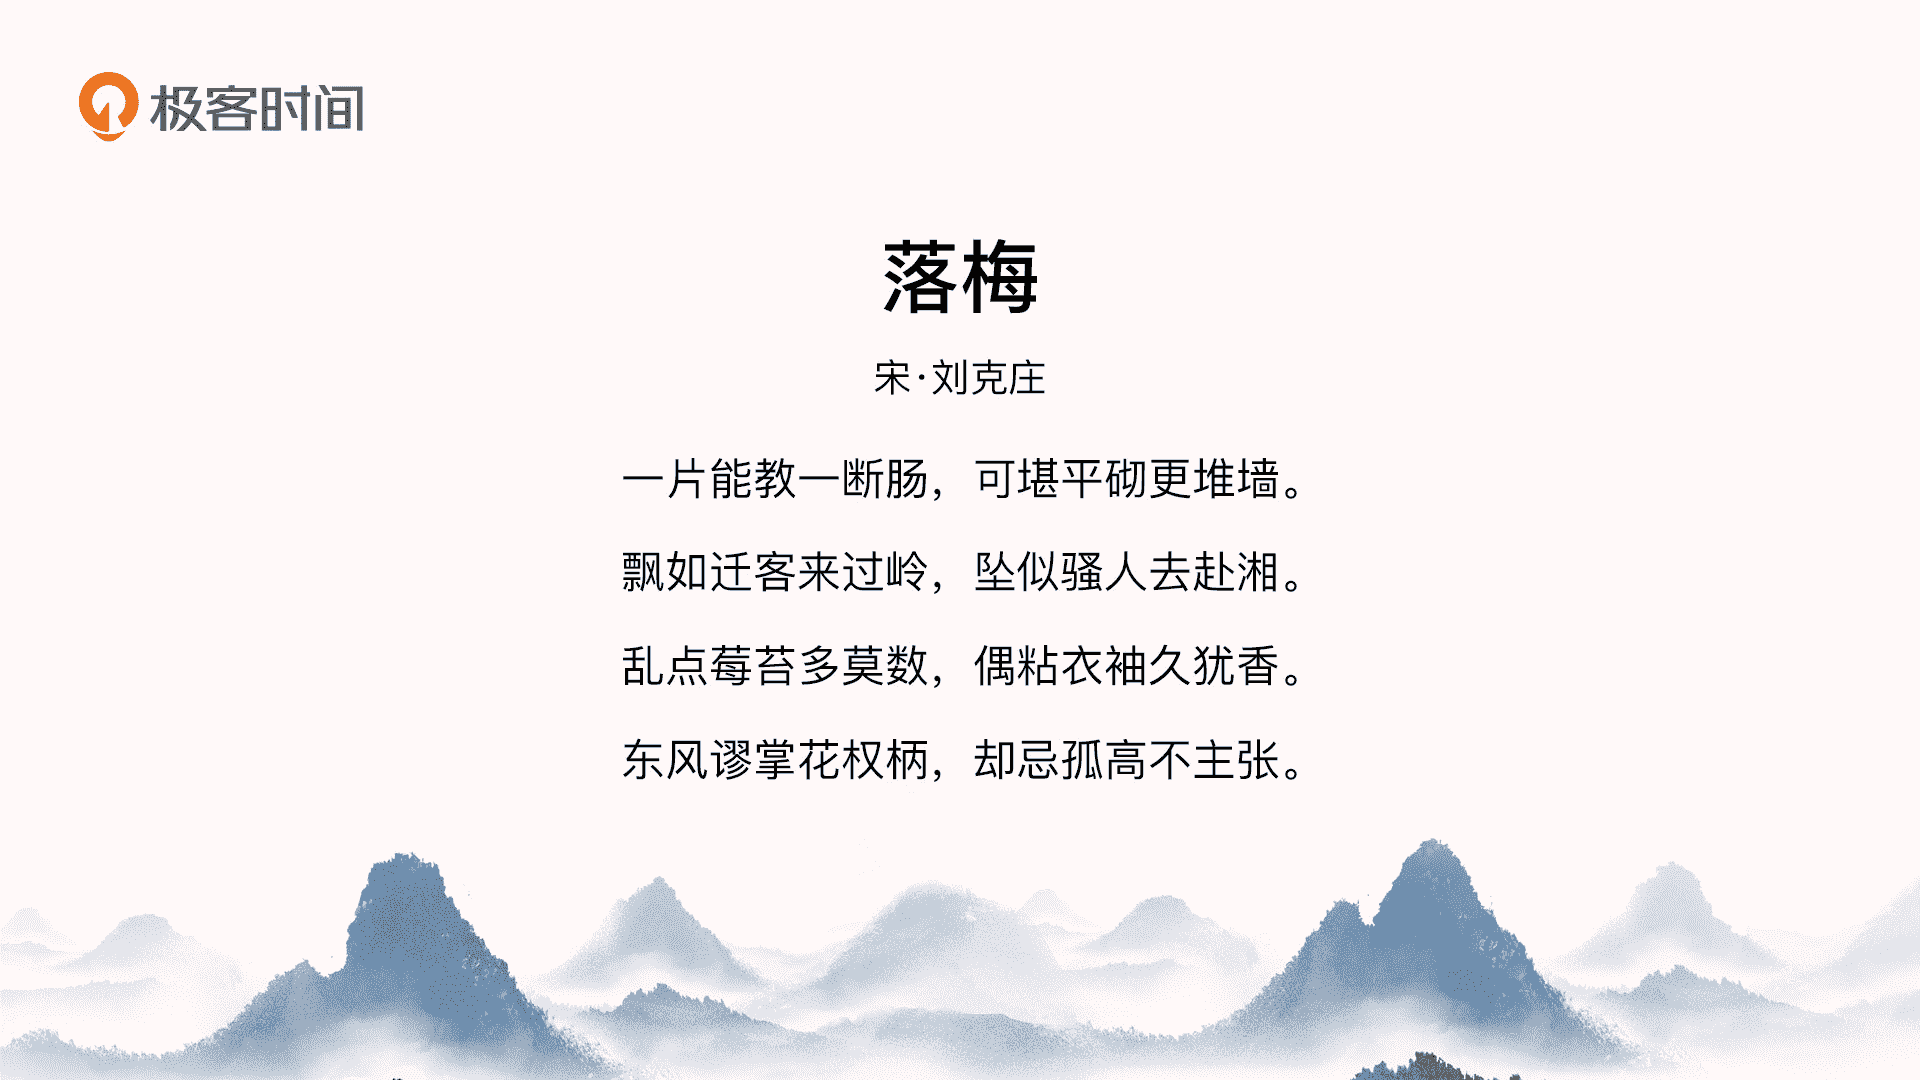 极客时间
落梅
宋·刘克庄
一片能教一断肠，可堪平砌更堆墙。
飘如迁客来过岭，坠似骚人去赴湘。
乱点莓苔多莫数，偶粘衣袖久犹香。
东风谬掌花权柄，却忌孤高不主张。